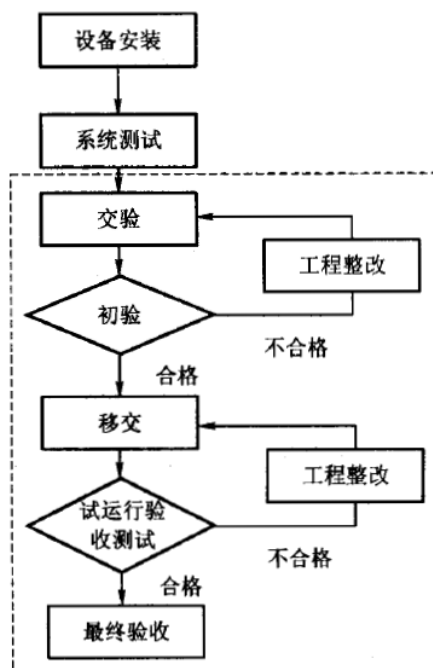 设备安装
系统测试
交验
工程整改
初验
不合格
合格
移交
工程整改
试运行验
收测试
不合格
合格
最终验收